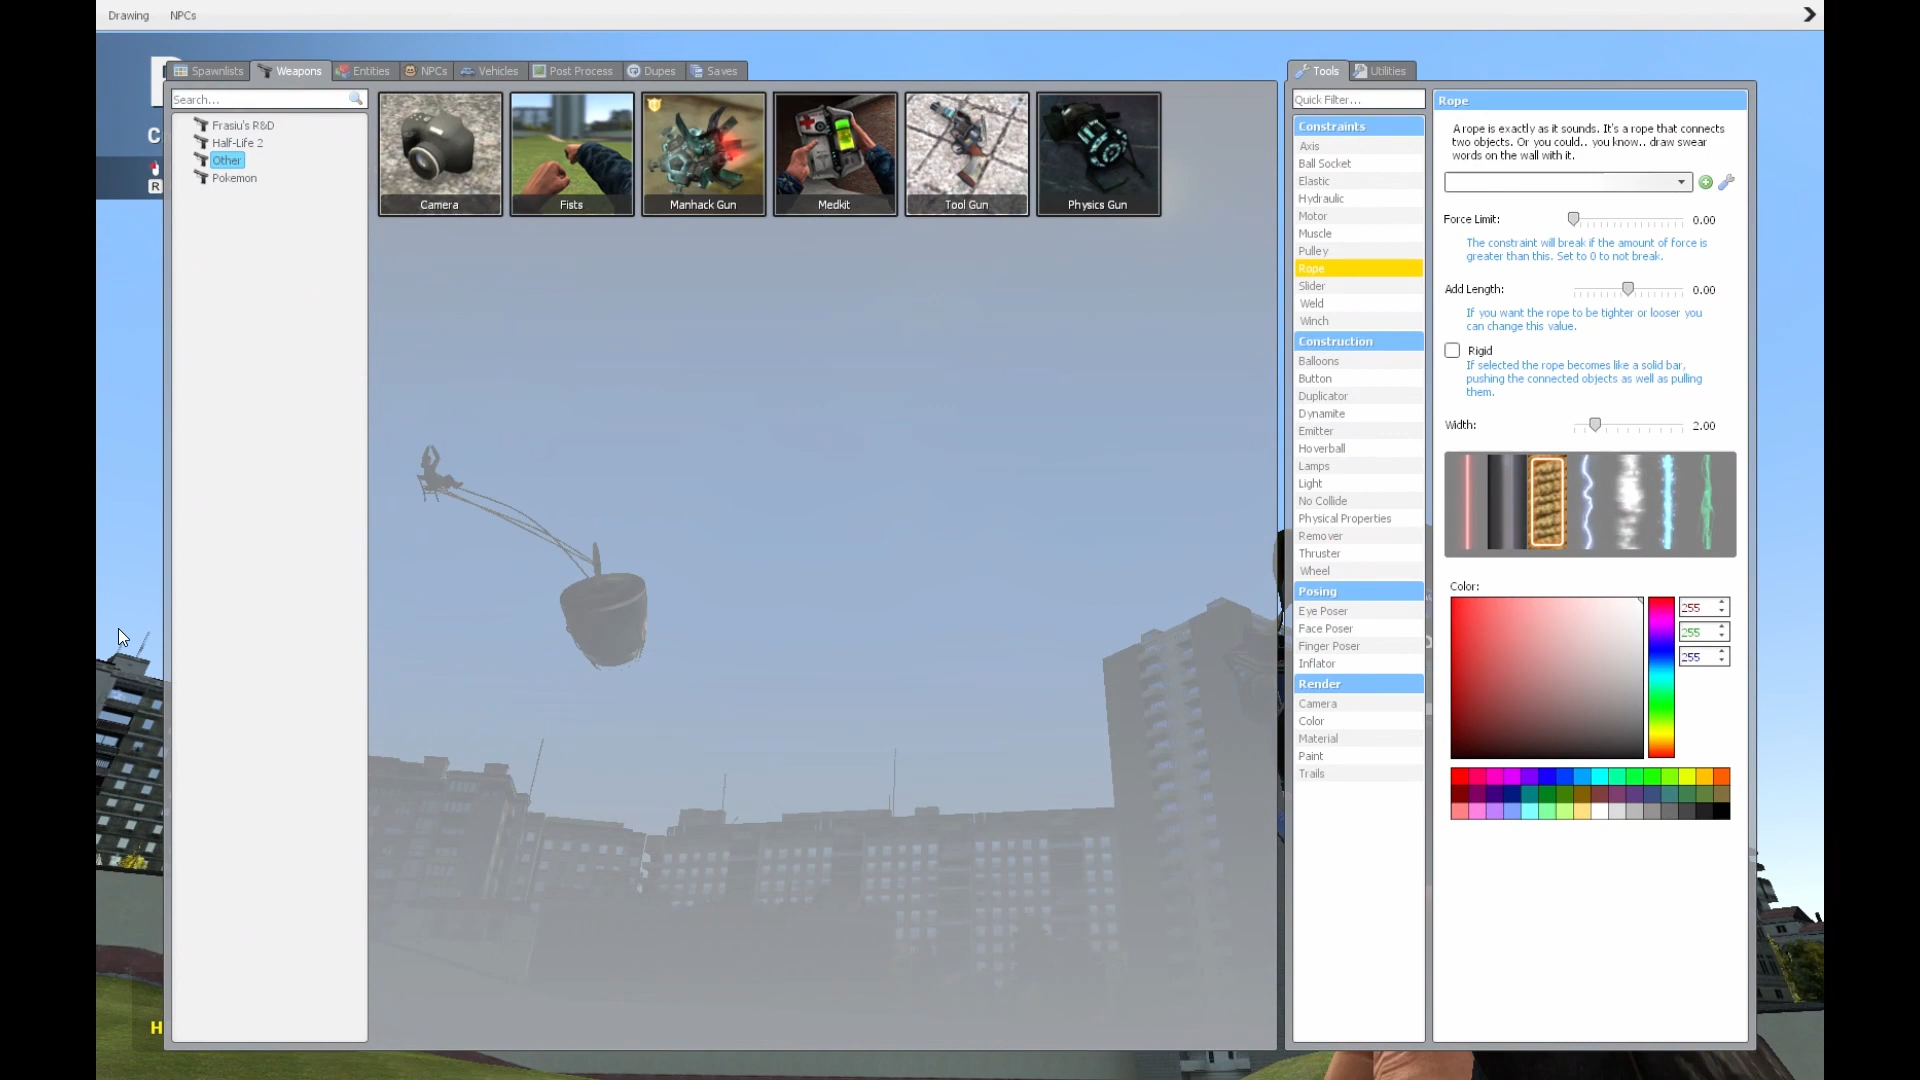 Drawing NPCs
Spawnlists Weapons Entities NPCs Vehicles Post Process Dupes Saves
Search...
Frasiu's R&D
Half-Life 2
Other
Pokemon
Camera
Fists
Manhack Gun
Medkit
Tool Gun
Physics Gun
C
R
H
Tools Utilities
Quick Filter...
Constraints
Axis
Ball Socket
Elastic
Hydraulic
Motor
Muscle
Pulley
Rope
Slider
Weld
Winch
Construction
Balloons
Button
Duplicator
Dynamite
Emitter
Hoverball
Lamps
Light
No Collide
Physical Properties
Remover
Thruster
Wheel
Posing
Eye Poser
Face Poser
Finger Poser
Inflator
Render
Camera
Color
Material
Paint
Trails
Rope
A rope is exactly as it sounds. It's a rope that connects
two objects. Or you could.. you know.. draw swear
words on the wall with it.
Force Limit: 0.00
The constraint will break if the amount of force is
greater than this. Set to 0 to not break.
Add Length: 0.00
If you want the rope to be tighter or looser you
can change this value.
Rigid
If selected the rope becomes like a solid bar,
pushing the connected objects as well as pulling
them.
Width: 2.00
Color:
255
255
255